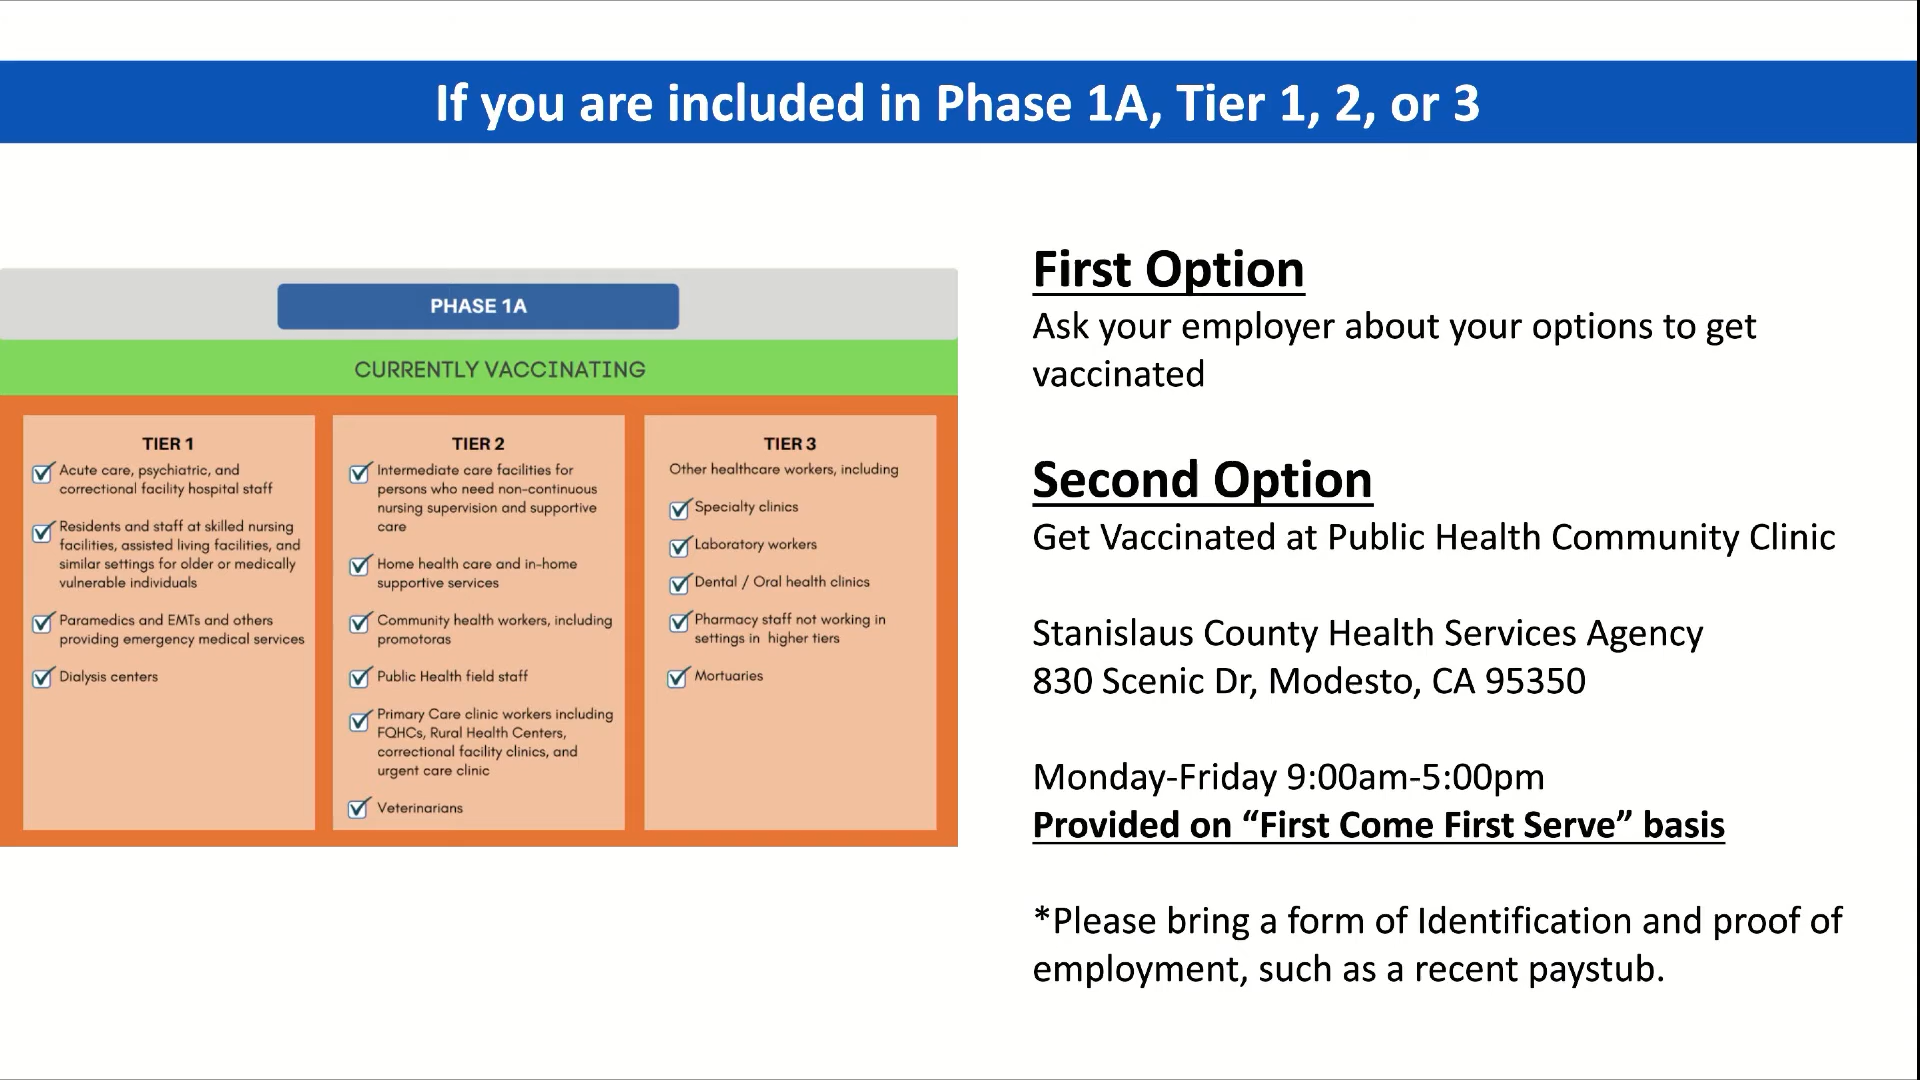 If you are included in Phase 1A, Tier 1, 2, or 3
PHASE 1A
CURRENTLY VACCINATING
TIER 1
Acute care, psychiatric, and
correctional facility hospital staff
Residents and staff at skilled nursing
facilities, assisted living facilities, and
similar settings for older or medically
vulnerable individuals
Paramedics and EMTs and others
providing emergency medical services
Dialysis centers
TIER 2
Intermediate care facilities for
persons who need non-continuous
nursing supervision and supportive
care
Home health care and in-home
supportive services
Community health workers, including
promotoras
Public Health field staff
Primary Care clinic workers including
FQHCs, Rural Health Centers,
correctional facility clinics, and
urgent care clinic
Veterinarians
TIER 3
Other healthcare workers, including
Specialty clinics
Laboratory workers
Dental / Oral health clinics
Pharmacy staff not working in
settings in higher tiers
Mortuaries
First Option
Ask your employer about your options to get
vaccinated
Second Option
Get Vaccinated at Public Health Community Clinic
Stanislaus County Health Services Agency
830 Scenic Dr, Modesto, CA 95350
Monday-Friday 9:00am-5:00pm
Provided on “First Come First Serve” basis
*Please bring a form of Identification and proof of
employment, such as a recent paystub.